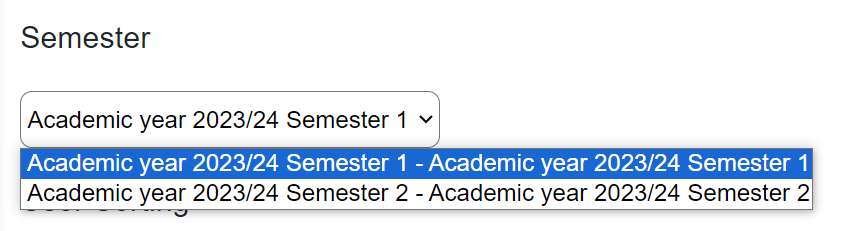 Semester
Academic year 2023/24 Semester 1
Academic year 2023/24 Semester 1 - Academic year 2023/24 Semester 1
Academic year 2023/24 Semester 2 - Academic year 2023/24 Semester 2